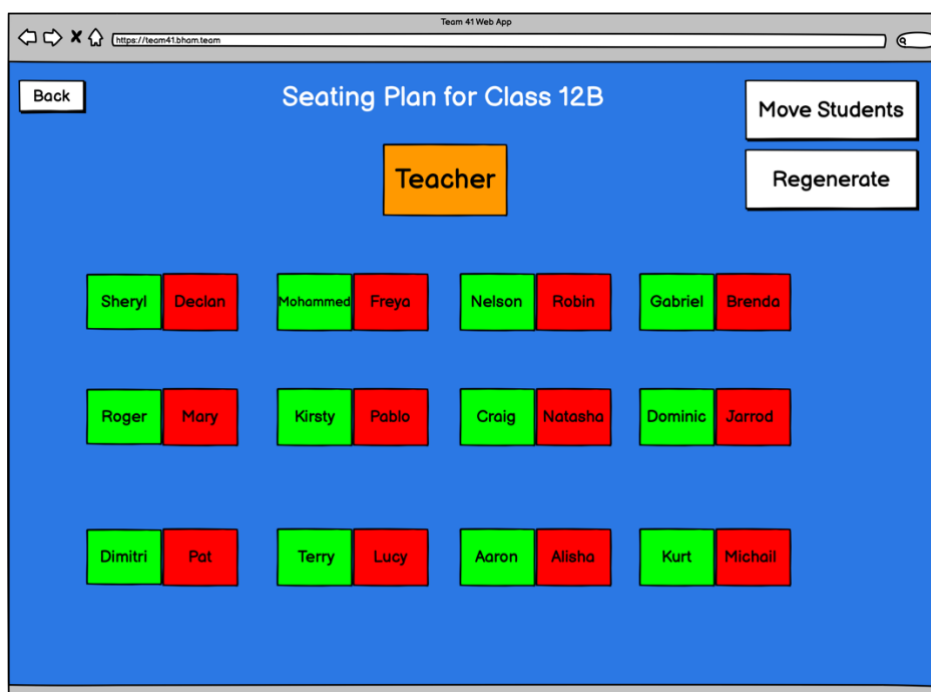 Team 41 Web App
https://team41.bham.team
Back
Seating Plan for Class 12B
Move Students
Teacher
Regenerate
Sheryl Declan Mohammed Freya Nelson Robin Gabriel Brenda
Roger Mary Kirsty Pablo Craig Natasha Dominic Jarrod
Dimitri Pat Terry Lucy Aaron Alisha Kurt Michail